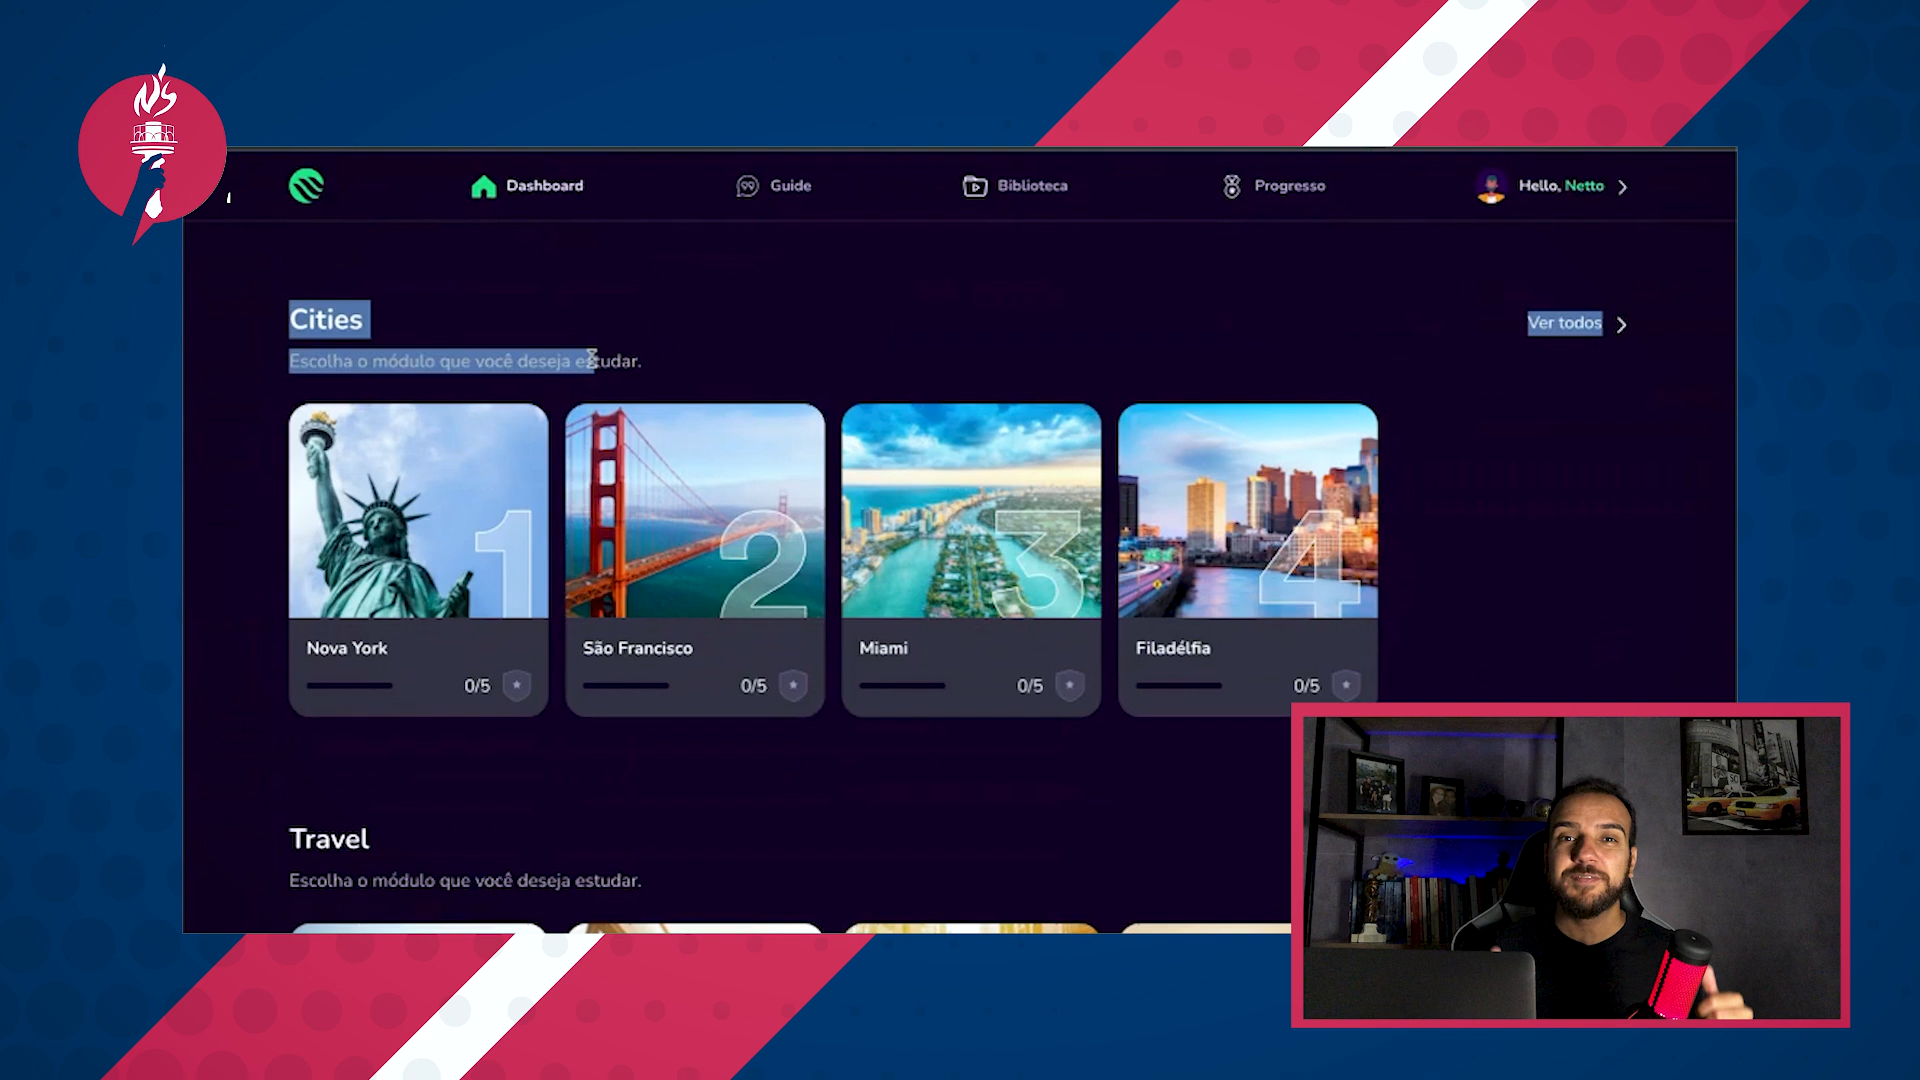 NS
Dashboard
Guide
Biblioteca
Progresso
Hello, Netto
Cities
Ver todos
Escolha o módulo que você deseja estudar.
1
2
3
4
Nova York
São Francisco
Miami
Filadélfia
0/5
0/5
0/5
0/5
Travel
Escolha o módulo que você deseja estudar.